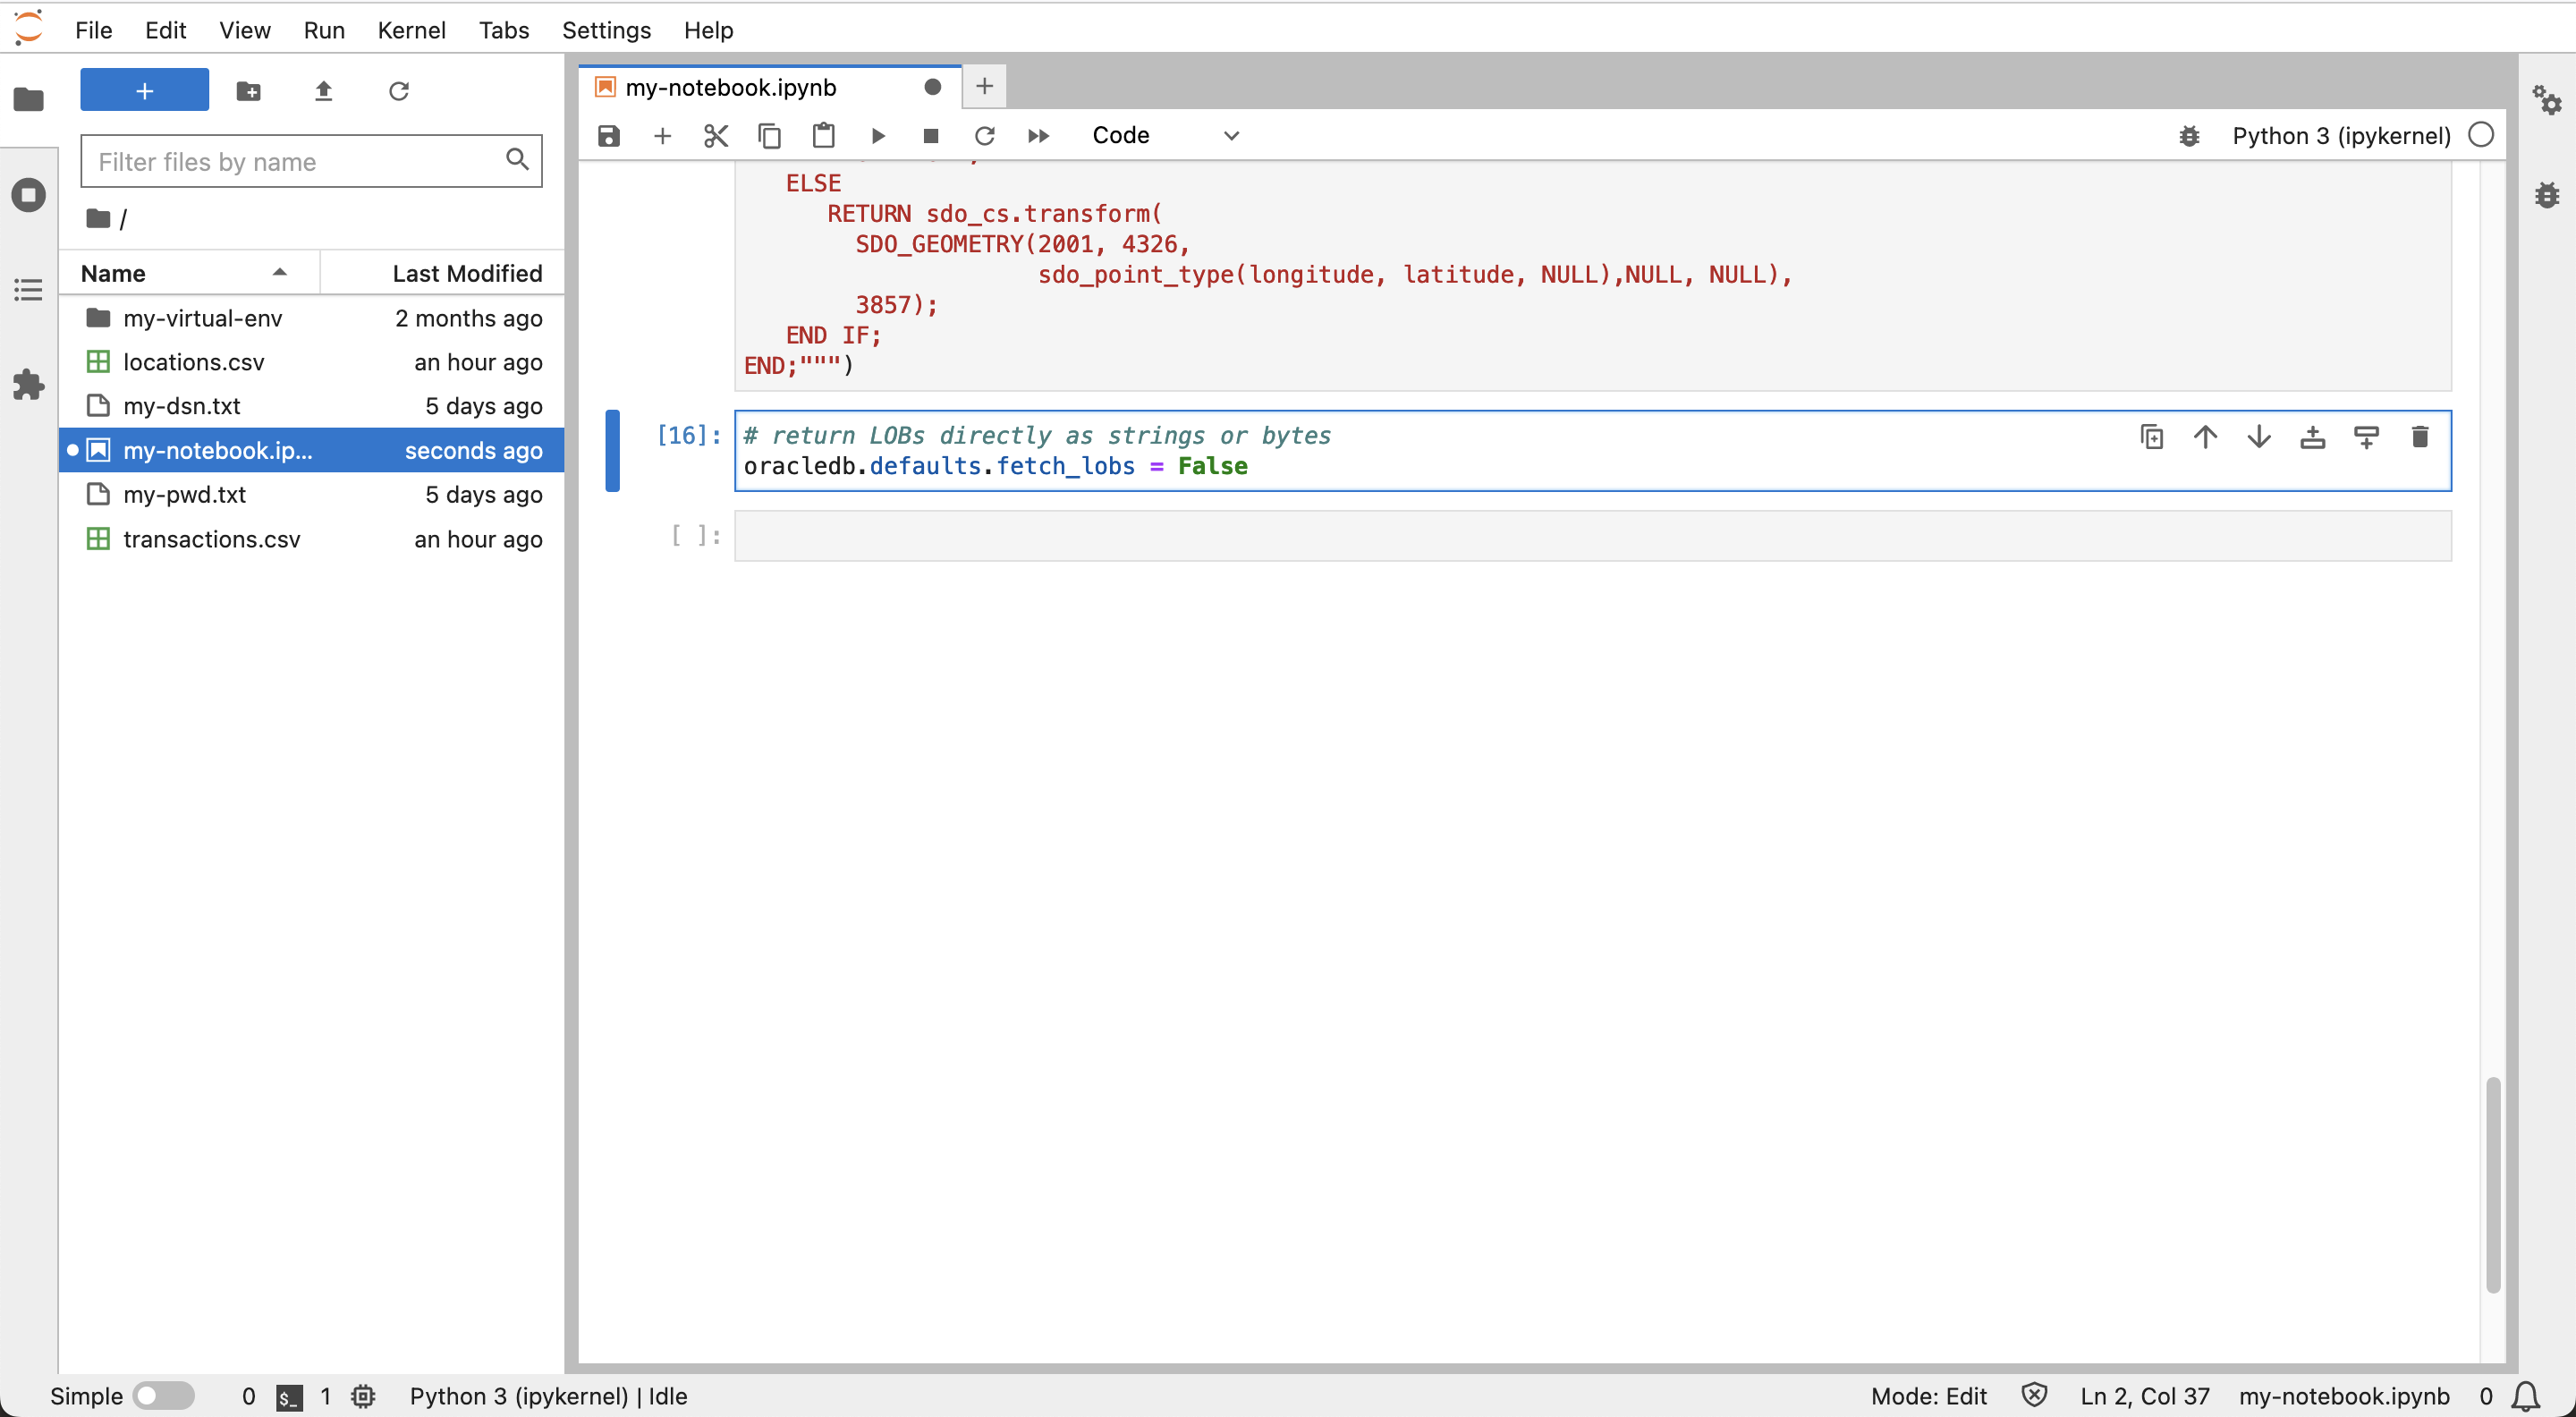 File Edit View Run Kernel Tabs Settings Help
Filter files by name
/
Name Last Modified
my-virtual-env 2 months ago
locations.csv an hour ago
my-dsn.txt 5 days ago
my-notebook.ip... seconds ago
my-pwd.txt 5 days ago
transactions.csv an hour ago
my-notebook.ipynb
Code
Python 3 (ipykernel)
ELSE
RETURN sdo_cs.transform(
SDO_GEOMETRY(2001, 4326,
sdo_point_type(longitude, latitude, NULL),NULL, NULL),
3857);
END IF;
END;""")
[16]: # return LOBs directly as strings or bytes
oracledb.defaults.fetch_lobs = False
[ ]:
Simple 0 $_ 1 Python 3 (ipykernel) | Idle Mode: Edit Ln 2, Col 37 my-notebook.ipynb 0